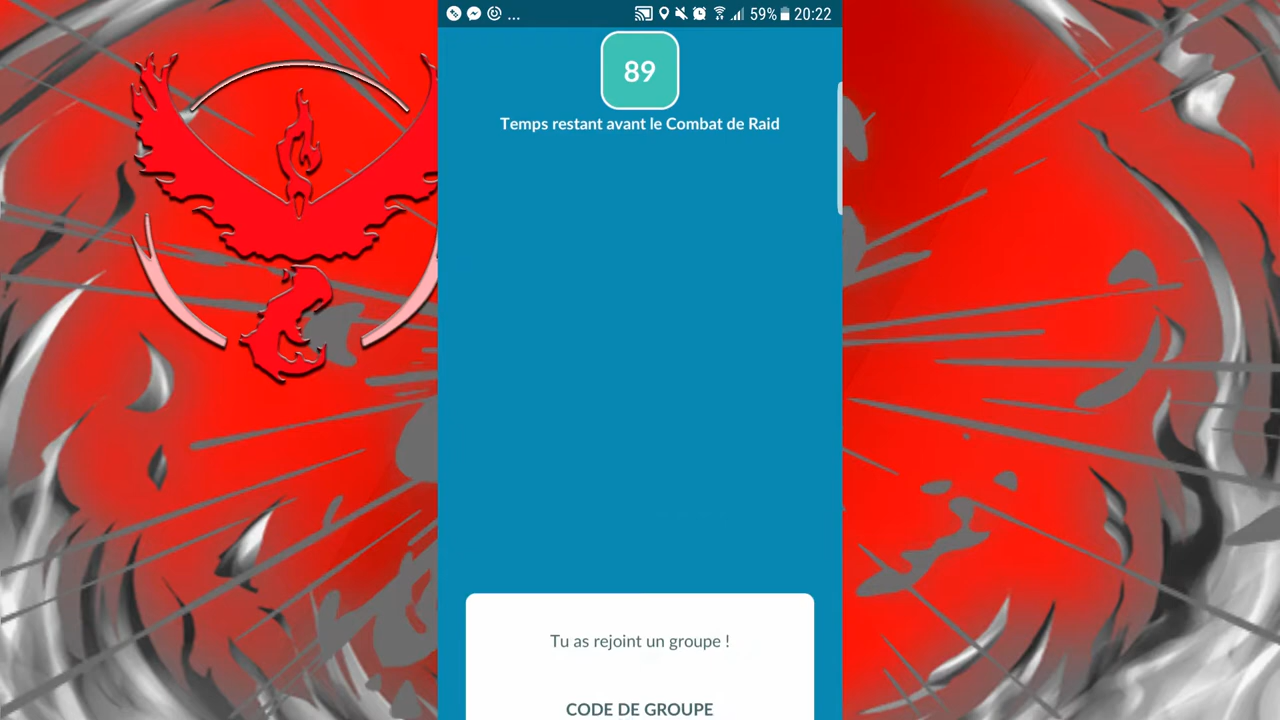 ... 59% 20:22
89
Temps restant avant le Combat de Raid
Tu as rejoint un groupe !
CODE DE GROUPE